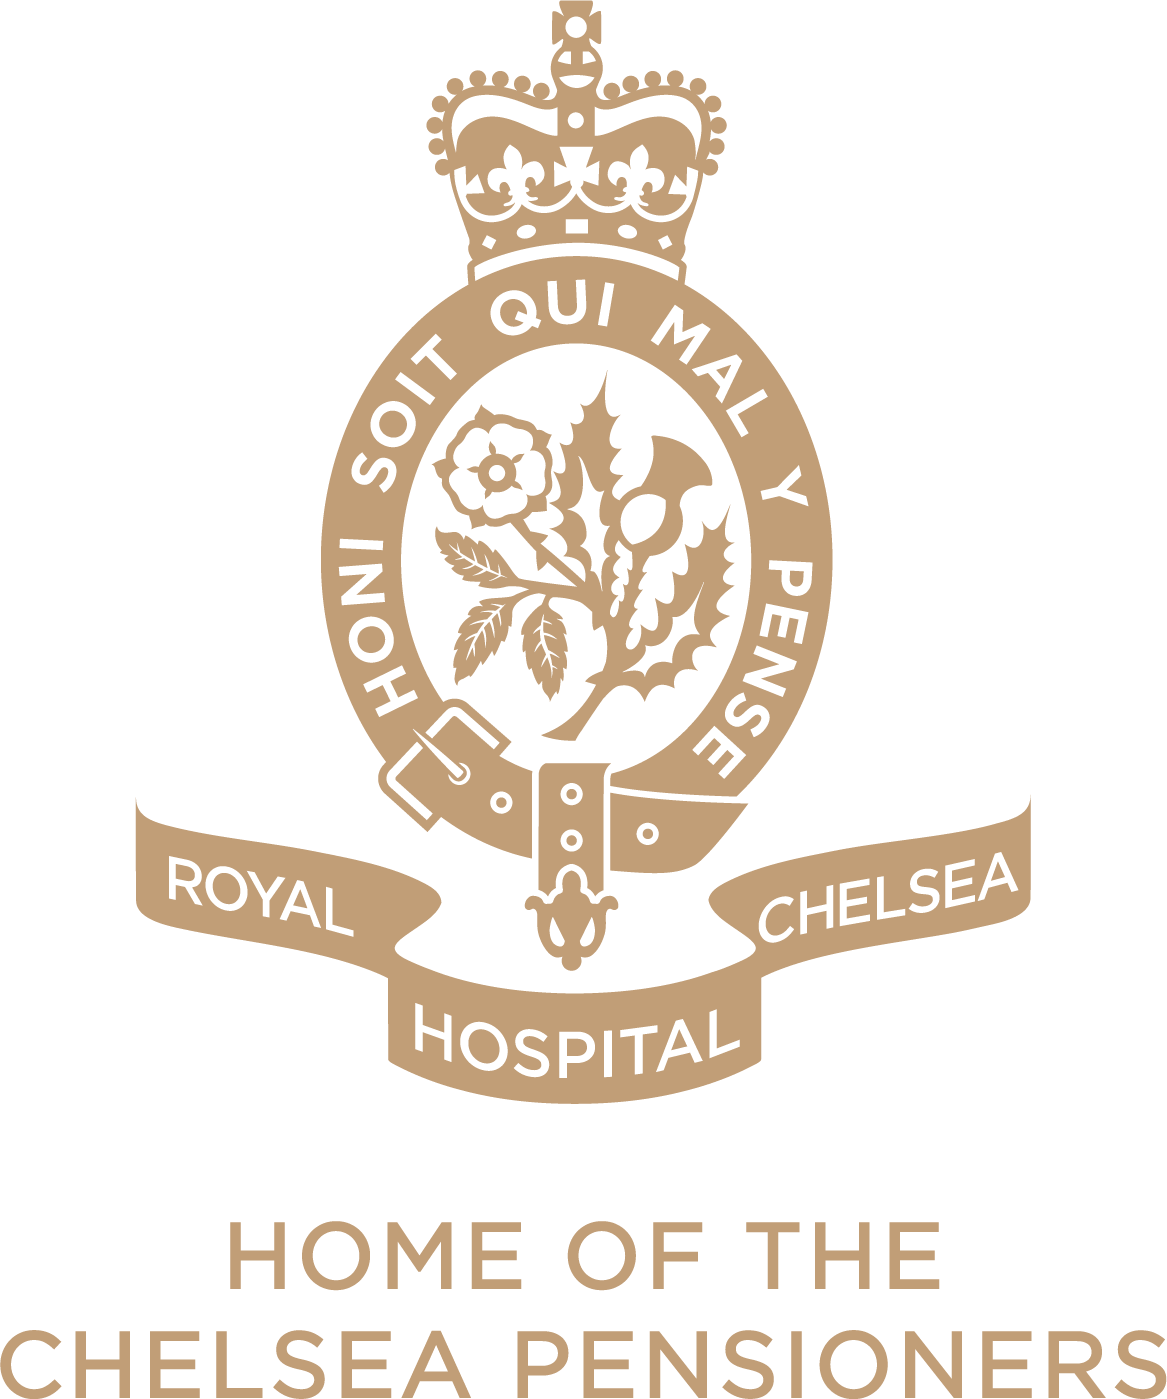 HONI SOIT QUI MAL Y PENSE
ROYAL
HOSPITAL
CHELSEA
HOME OF THE
CHELSEA PENSIONERS